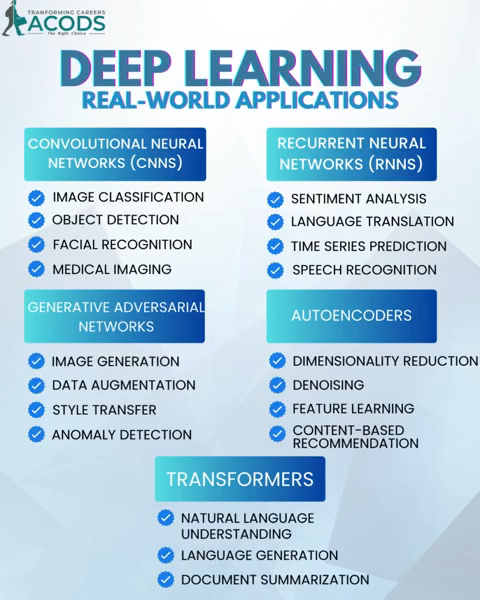 TRANFORMING CAREERS
ACODS
The Right Choice
DEEP LEARNING
REAL-WORLD APPLICATIONS
CONVOLUTIONAL NEURAL
NETWORKS (CNNS)
IMAGE CLASSIFICATION
OBJECT DETECTION
FACIAL RECOGNITION
MEDICAL IMAGING
RECURRENT NEURAL
NETWORKS (RNNS)
SENTIMENT ANALYSIS
LANGUAGE TRANSLATION
TIME SERIES PREDICTION
SPEECH RECOGNITION
GENERATIVE ADVERSARIAL
NETWORKS
IMAGE GENERATION
DATA AUGMENTATION
STYLE TRANSFER
ANOMALY DETECTION
AUTOENCODERS
DIMENSIONALITY REDUCTION
DENOISING
FEATURE LEARNING
CONTENT-BASED
RECOMMENDATION
TRANSFORMERS
NATURAL LANGUAGE
UNDERSTANDING
LANGUAGE GENERATION
DOCUMENT SUMMARIZATION